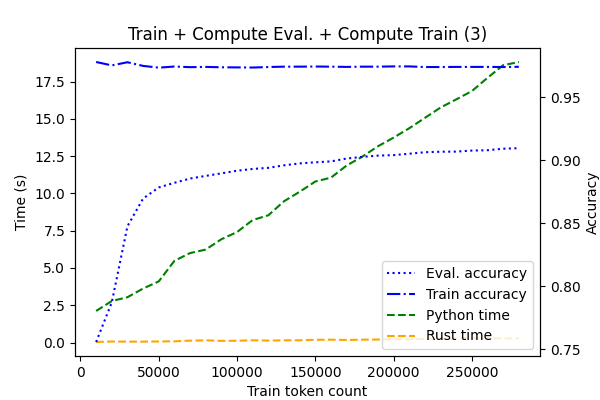 Train + Compute Eval. + Compute Train (3)
17.5
15.0
12.5
10.0
7.5
5.0
2.5
0.0
Time (s)
0.95
0.90
0.85
0.80
0.75
Accuracy
Eval. accuracy
Train accuracy
Python time
Rust time
0 50000 100000 150000 200000 250000
Train token count